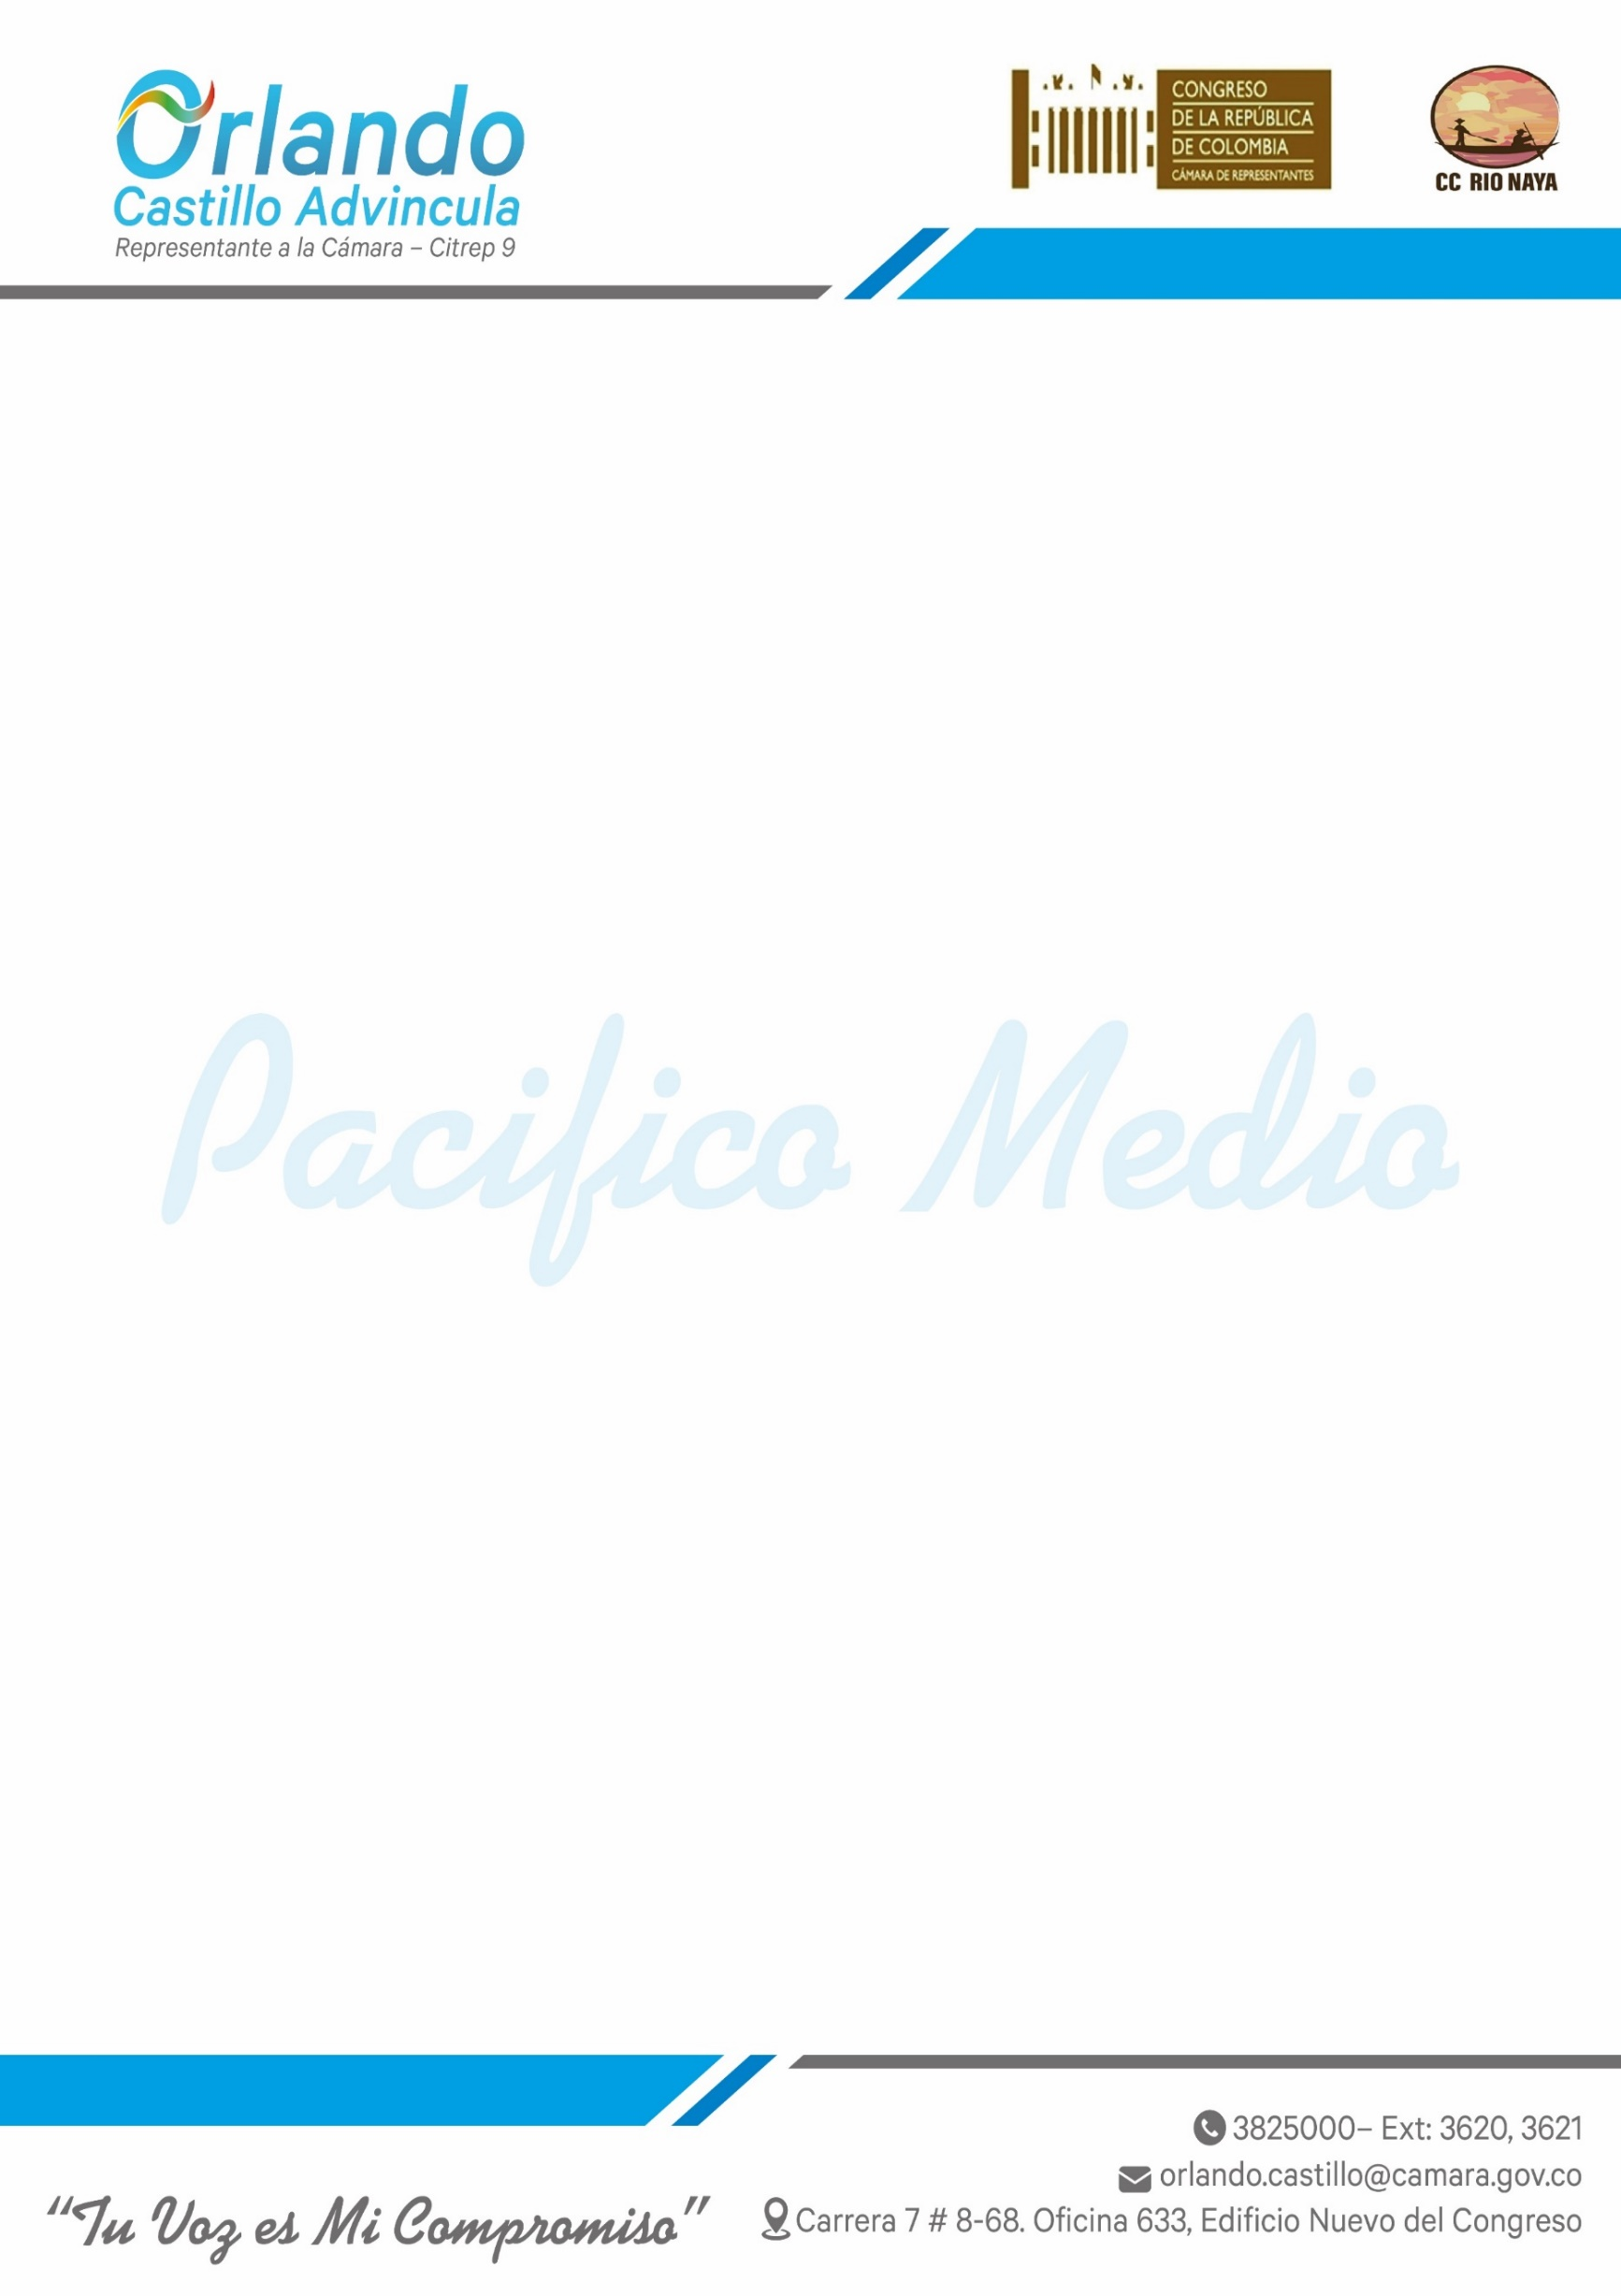 Orlando
Castillo Advincula
Representante a la Cámara – Citrep 9
CONGRESO
DE LA REPÚBLICA
DE COLOMBIA
CÁMARA DE REPRESENTANTES
CC RIO NAYA
Pacifico Medio
3825000– Ext: 3620, 3621
orlando.castillo@camara.gov.co
Carrera 7 # 8-68. Oficina 633, Edificio Nuevo del Congreso
“Tu Voz es Mi Compromiso”